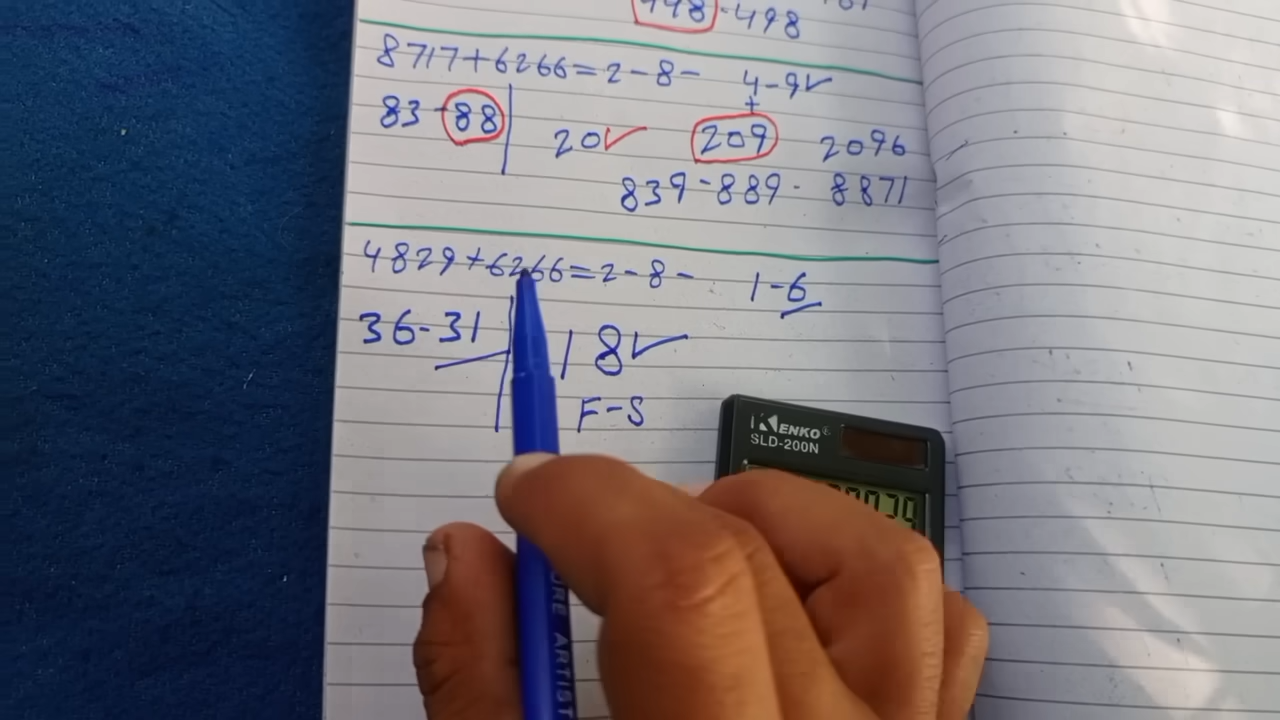 448-498
8717+6266=2-8- 4-9✓
+
83-88 20✓ 209 2096
839-889- 8871
4829+6266=2-8- 1-6
36-31 18✓
F-S
KENKO®
SLD-200N